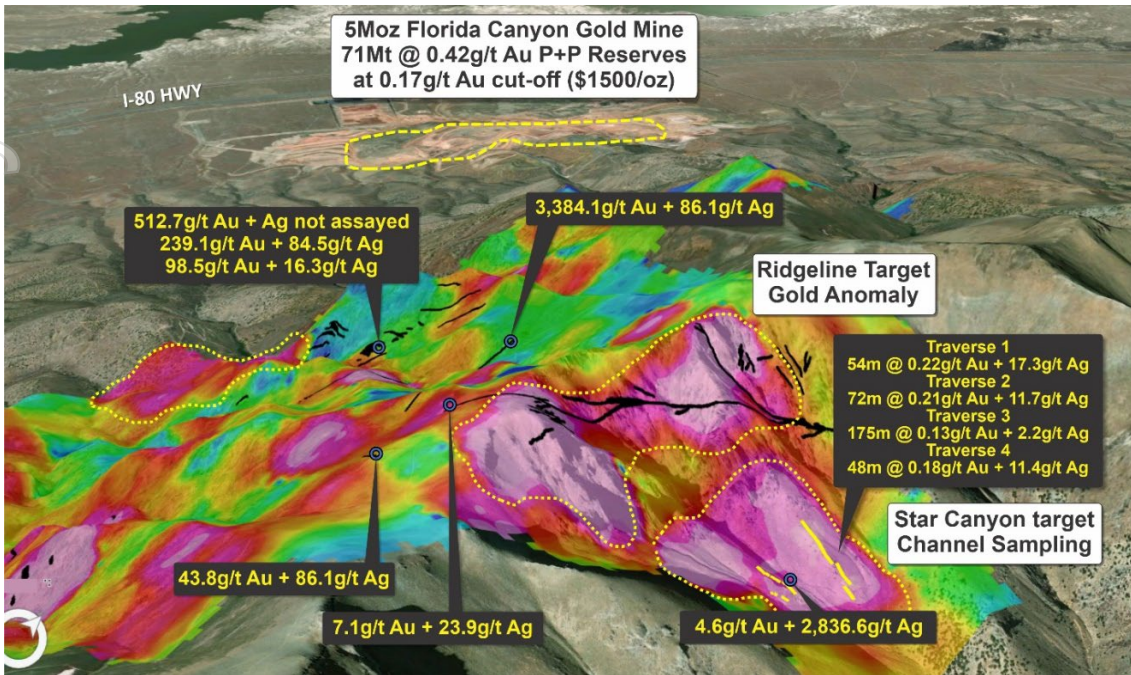 5Moz Florida Canyon Gold Mine
71Mt @ 0.42g/t Au P+P Reserves
at 0.17g/t Au cut-off ($1500/oz)
I-80 HWY
512.7g/t Au + Ag not assayed
239.1g/t Au + 84.5g/t Ag
98.5g/t Au + 16.3g/t Ag
3,384.1g/t Au + 86.1g/t Ag
Ridgeline Target
Gold Anomaly
Traverse 1
54m @ 0.22g/t Au + 17.3g/t Ag
Traverse 2
72m @ 0.21g/t Au + 11.7g/t Ag
Traverse 3
175m @ 0.13g/t Au + 2.2g/t Ag
Traverse 4
48m @ 0.18g/t Au + 11.4g/t Ag
Star Canyon target
Channel Sampling
43.8g/t Au + 86.1g/t Ag
7.1g/t Au + 23.9g/t Ag
4.6g/t Au + 2,836.6g/t Ag